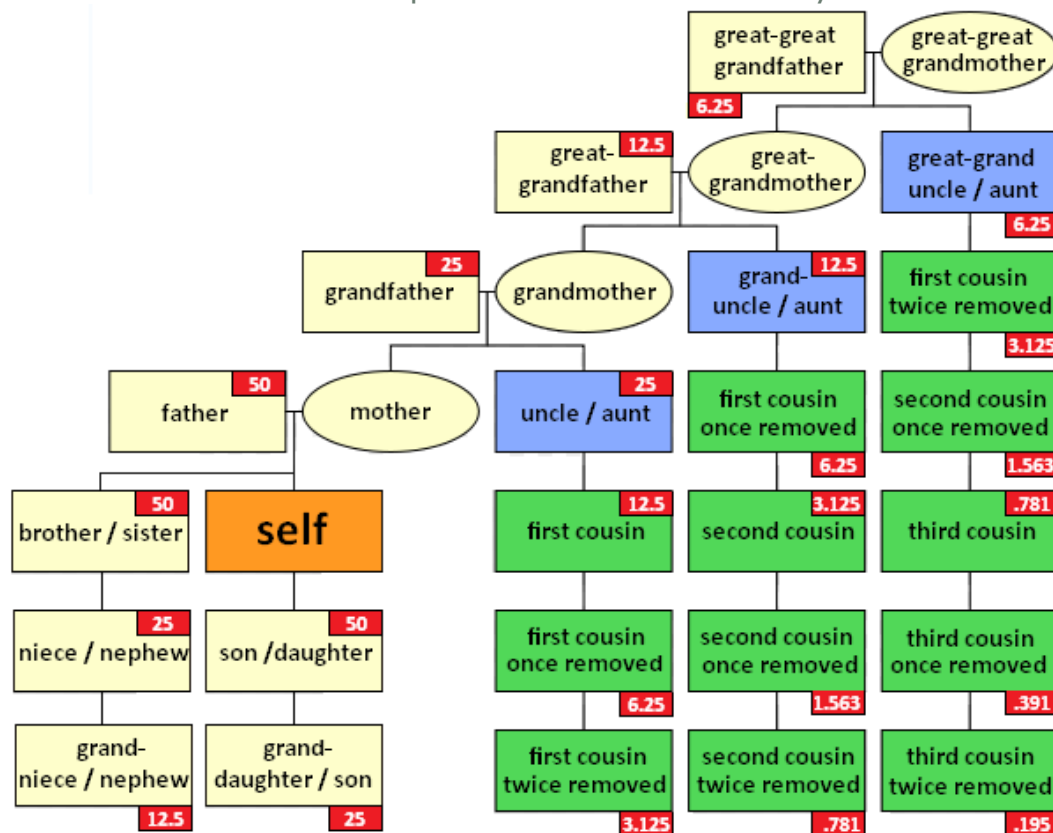 great-great
grandfather
6.25
great-great
grandmother
great-
grandfather
12.5
great-
grandmother
great-grand
uncle / aunt
6.25
grandfather
25
grandmother
grand-
uncle / aunt
12.5
first cousin
twice removed
3.125
father
50
mother
uncle / aunt
25
first cousin
once removed
6.25
second cousin
once removed
1.563
brother / sister
50
self
first cousin
12.5
second cousin
3.125
third cousin
.781
niece / nephew
25
son /daughter
50
first cousin
once removed
6.25
second cousin
once removed
1.563
third cousin
once removed
.391
grand-
niece / nephew
12.5
grand-
daughter / son
25
first cousin
twice removed
3.125
second cousin
twice removed
.781
third cousin
twice removed
.195